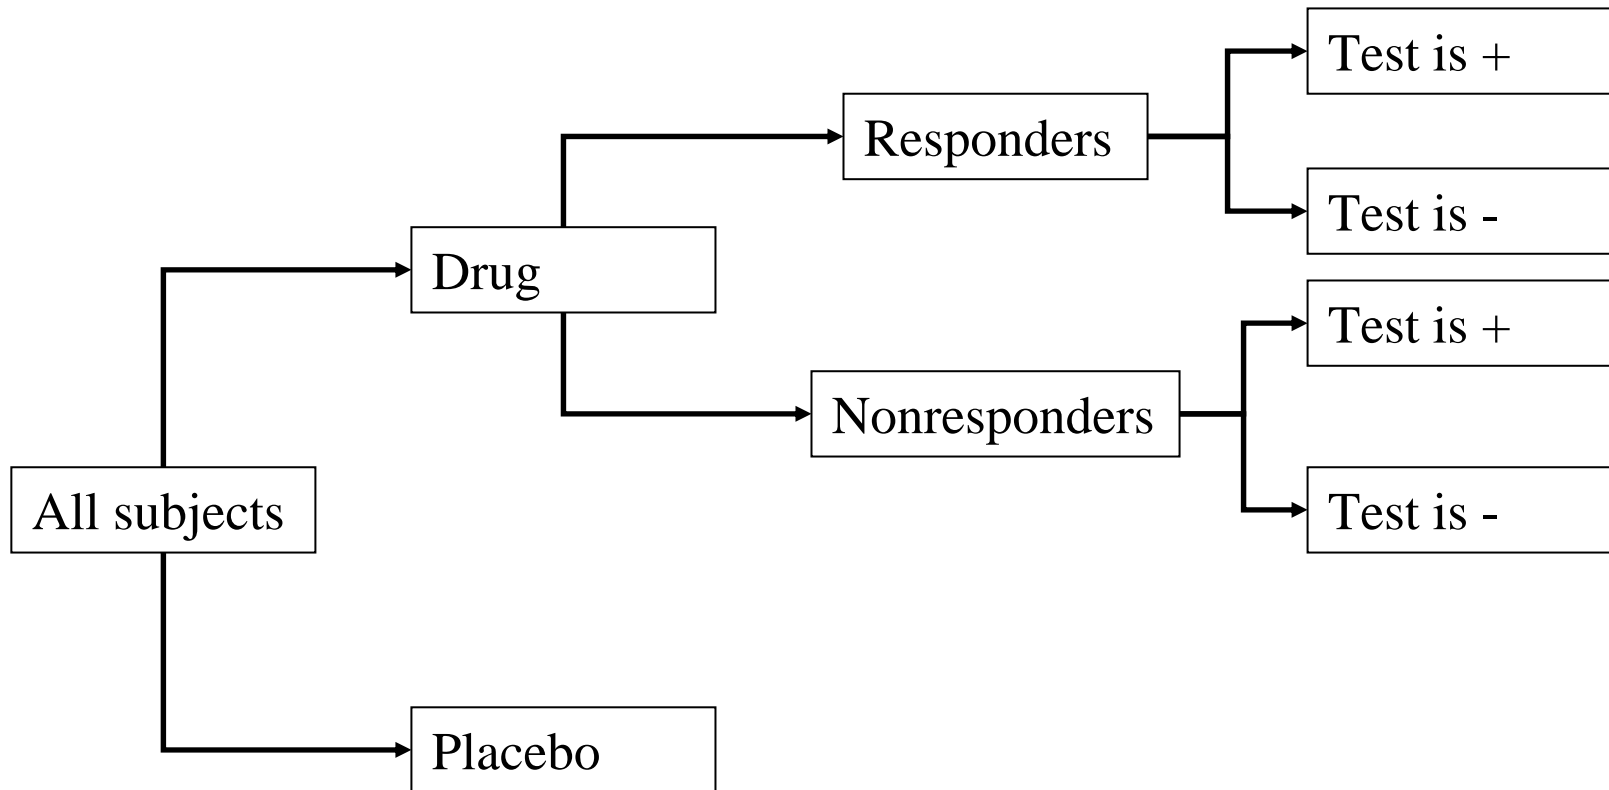 Test is +
Responders
Test is -
Drug
Test is +
Nonresponders
All subjects
Test is -
Placebo